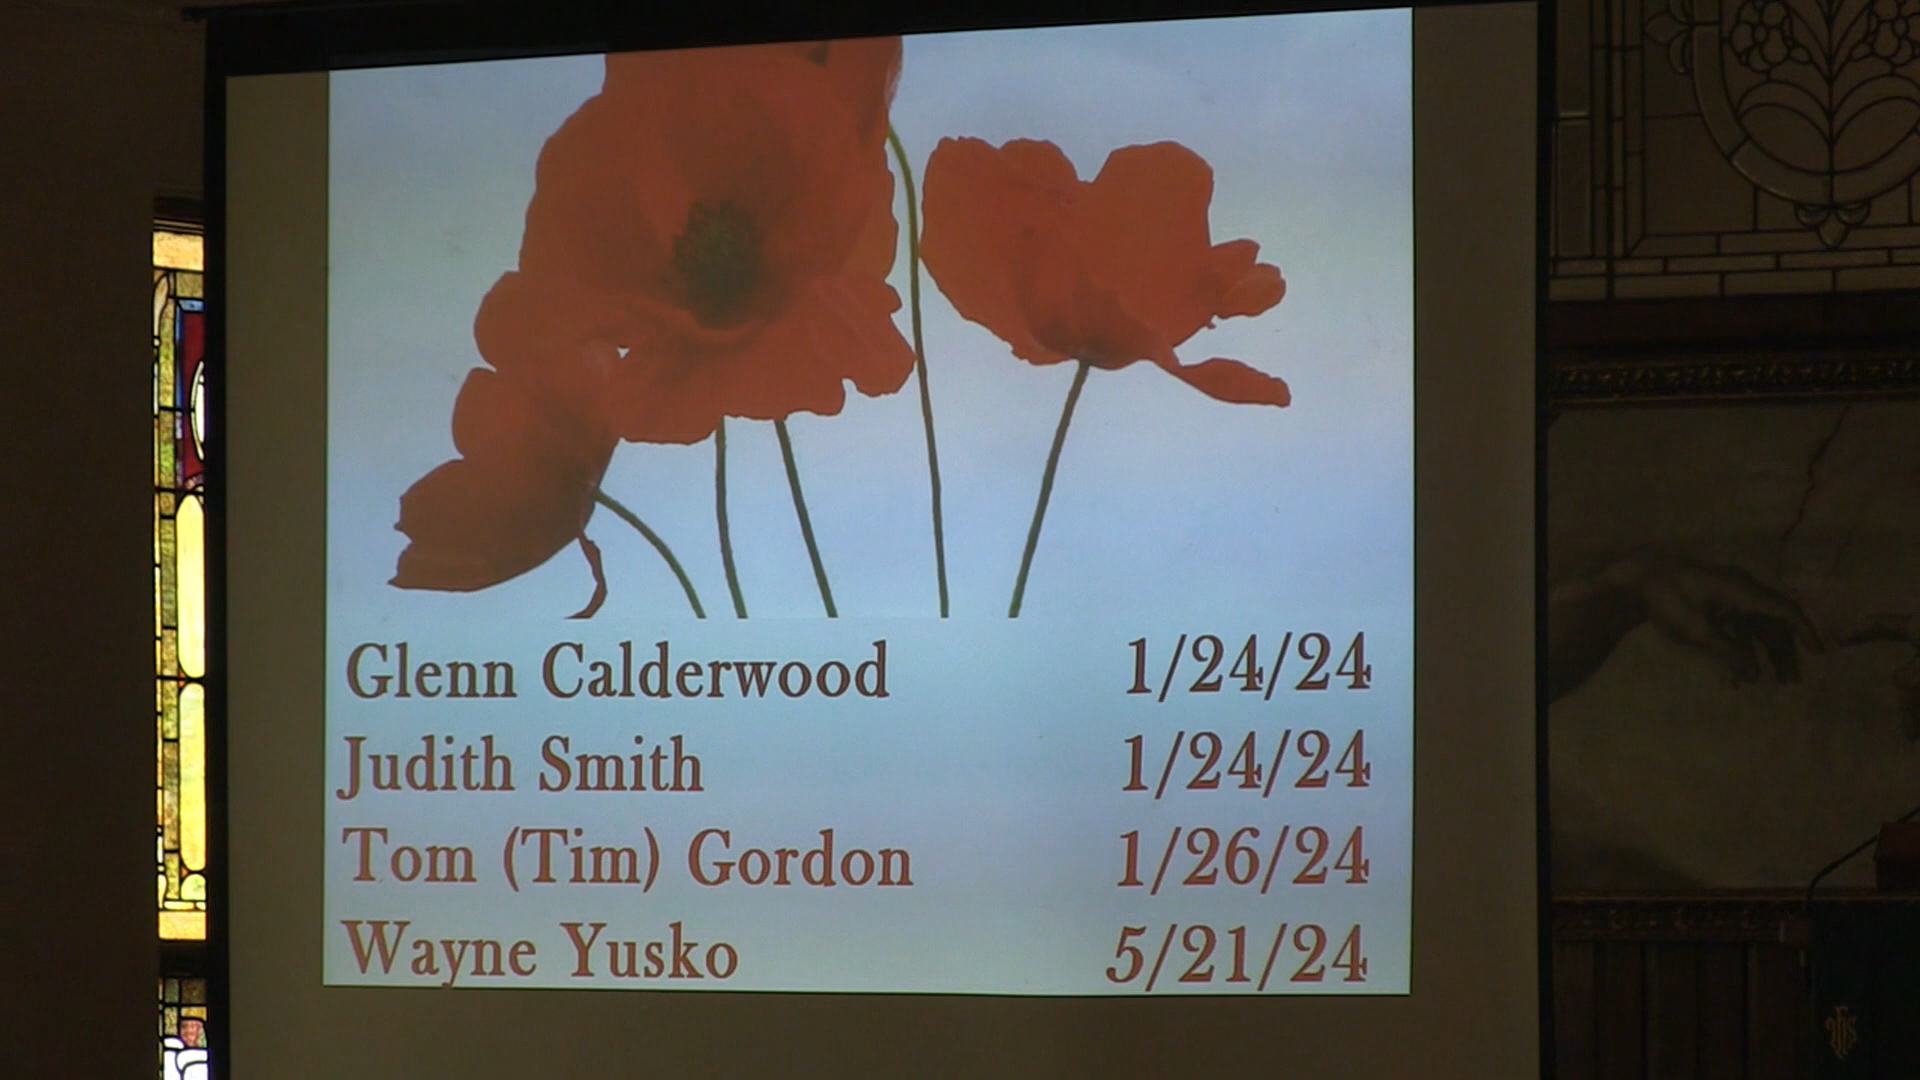 Glenn Calderwood 1/24/24
Judith Smith 1/24/24
Tom (Tim) Gordon 1/26/24
Wayne Yusko 5/21/24